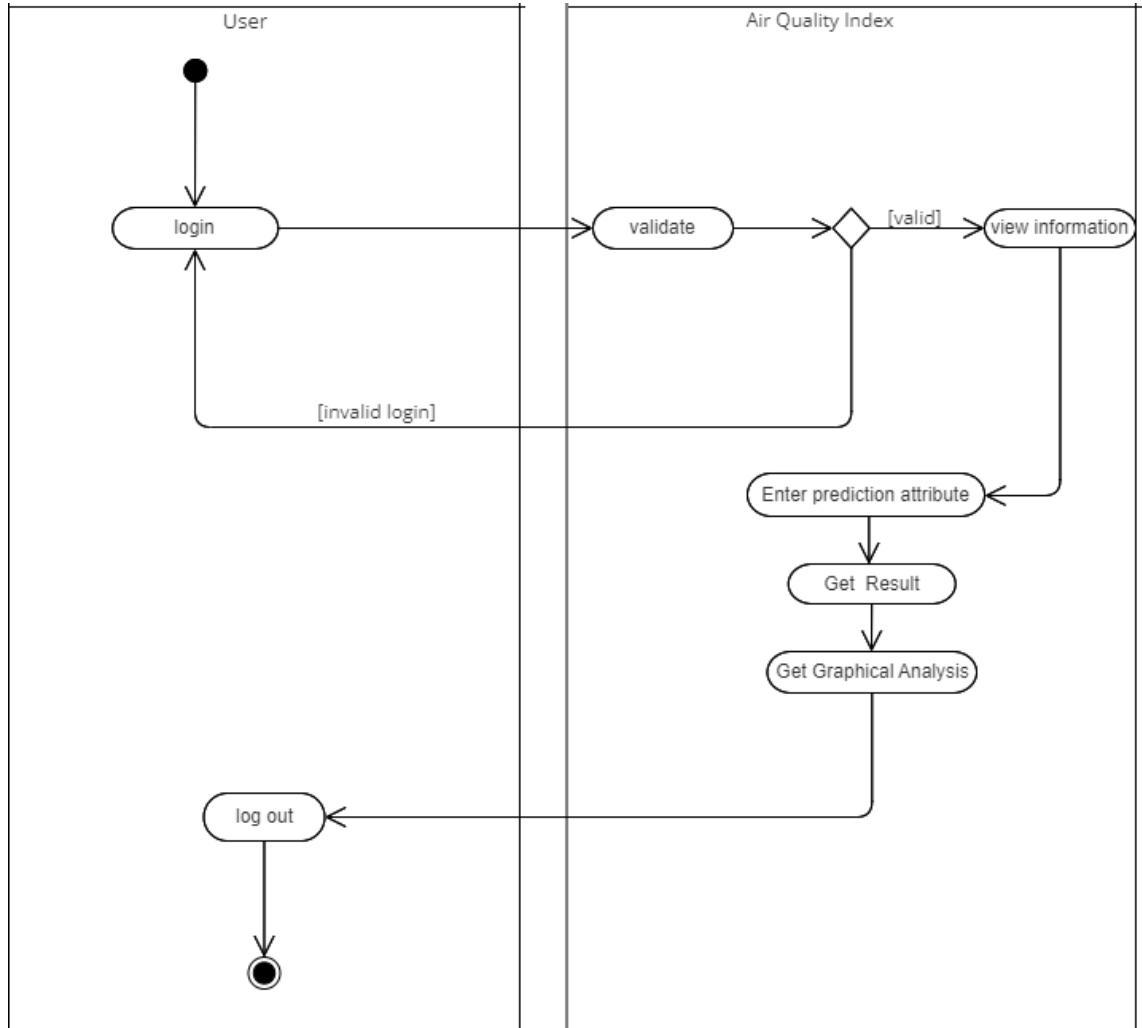 User
Air Quality Index
login
validate
[valid]
view information
[invalid login]
Enter prediction attribute
Get  Result
Get Graphical Analysis
log out